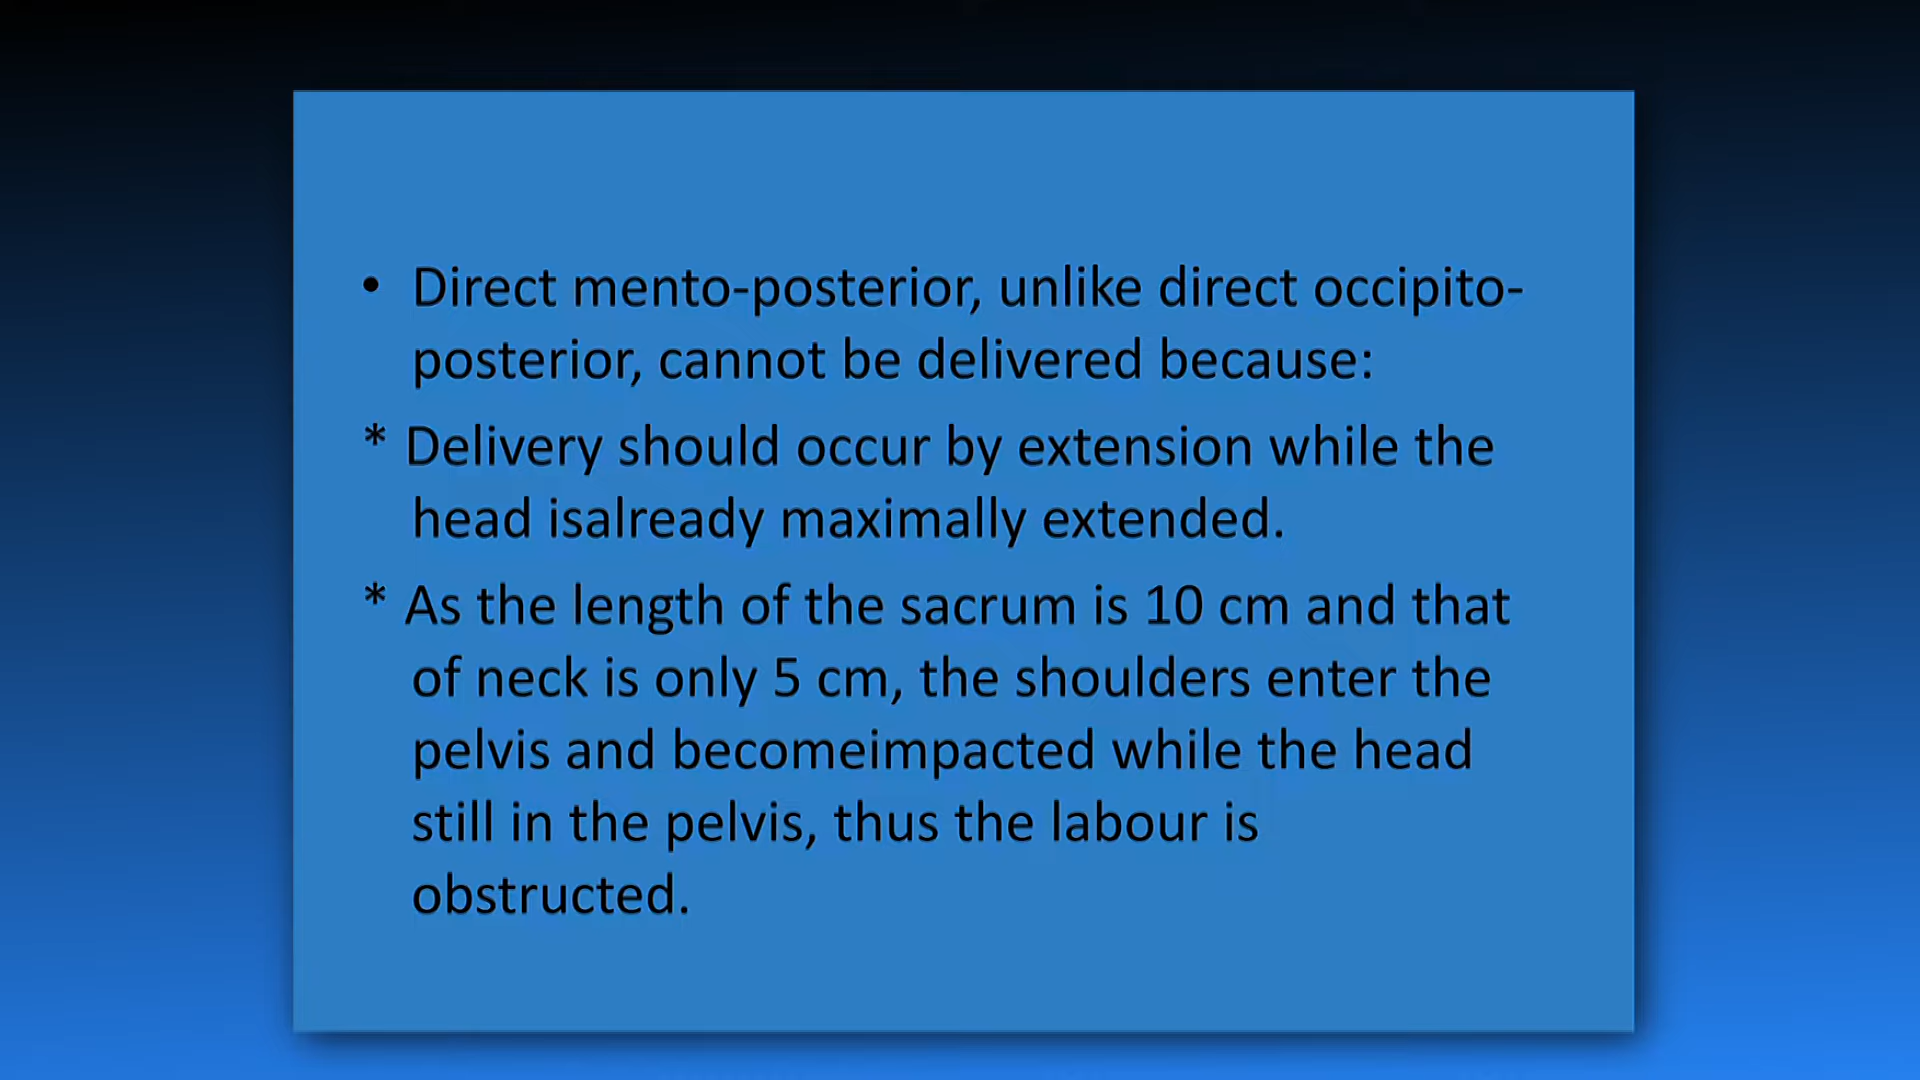 • Direct mento-posterior, unlike direct occipito-
posterior, cannot be delivered because:
* Delivery should occur by extension while the
head isalready maximally extended.
* As the length of the sacrum is 10 cm and that
of neck is only 5 cm, the shoulders enter the
pelvis and becomeimpacted while the head
still in the pelvis, thus the labour is
obstructed.